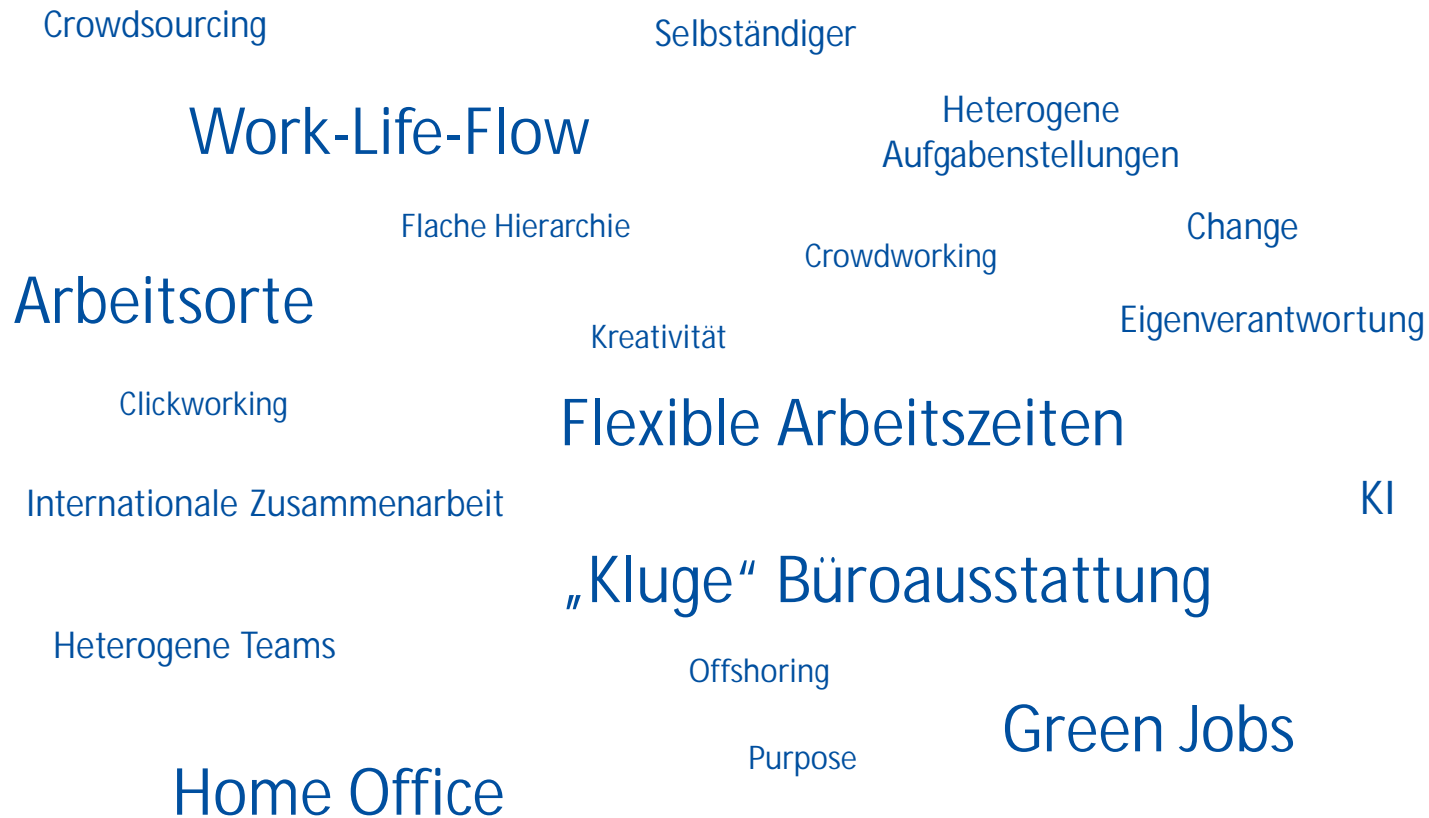 Crowdsourcing
Selbständiger
Work-Life-Flow
Heterogene
Aufgabenstellungen
Flache Hierarchie
Change
Crowdworking
Arbeitsorte
Eigenverantwortung
Kreativität
Clickworking
Flexible Arbeitszeiten
Internationale Zusammenarbeit
KI
„Kluge“ Büroausstattung
Heterogene Teams
Offshoring
Green Jobs
Purpose
Home Office